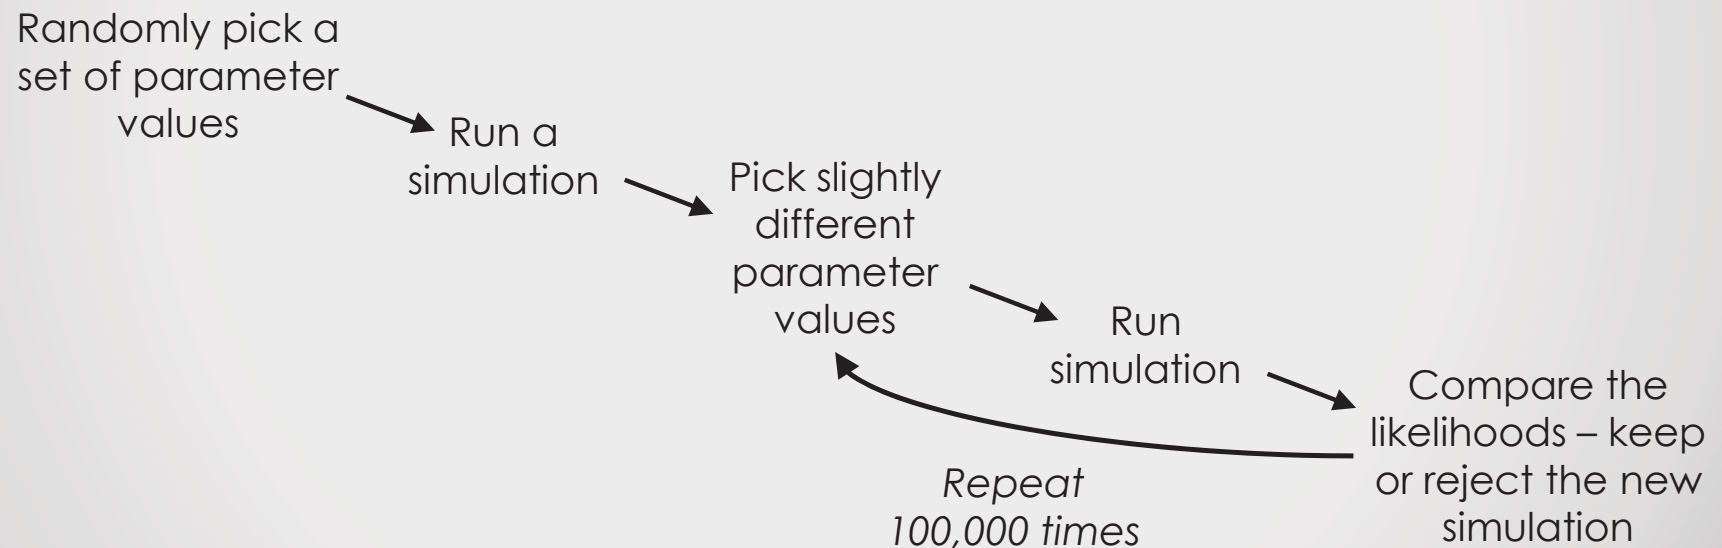 Randomly pick a
set of parameter
values
Run a
simulation
Pick slightly
different
parameter
values
Run
simulation
Compare the
likelihoods – keep
or reject the new
simulation
Repeat
100,000 times